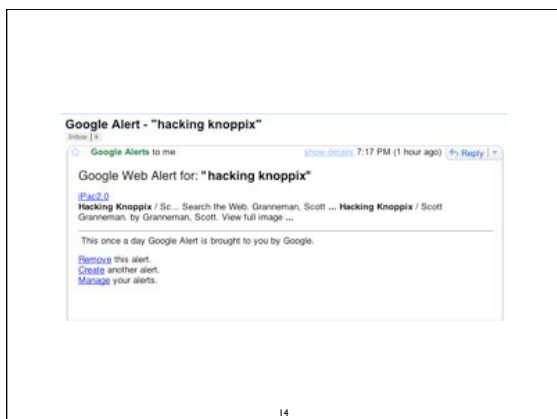 Google Alert - "hacking knoppix"
Inbox | X
Google Alerts to me show details 7:17 PM (1 hour ago) Reply
Google Web Alert for: "hacking knoppix"
iPac2.0
Hacking Knoppix / Sc... Search the Web. Granneman, Scott ... Hacking Knoppix / Scott
Granneman. by Granneman, Scott. View full image ...
This once a day Google Alert is brought to you by Google.
Remove this alert.
Create another alert.
Manage your alerts.
14